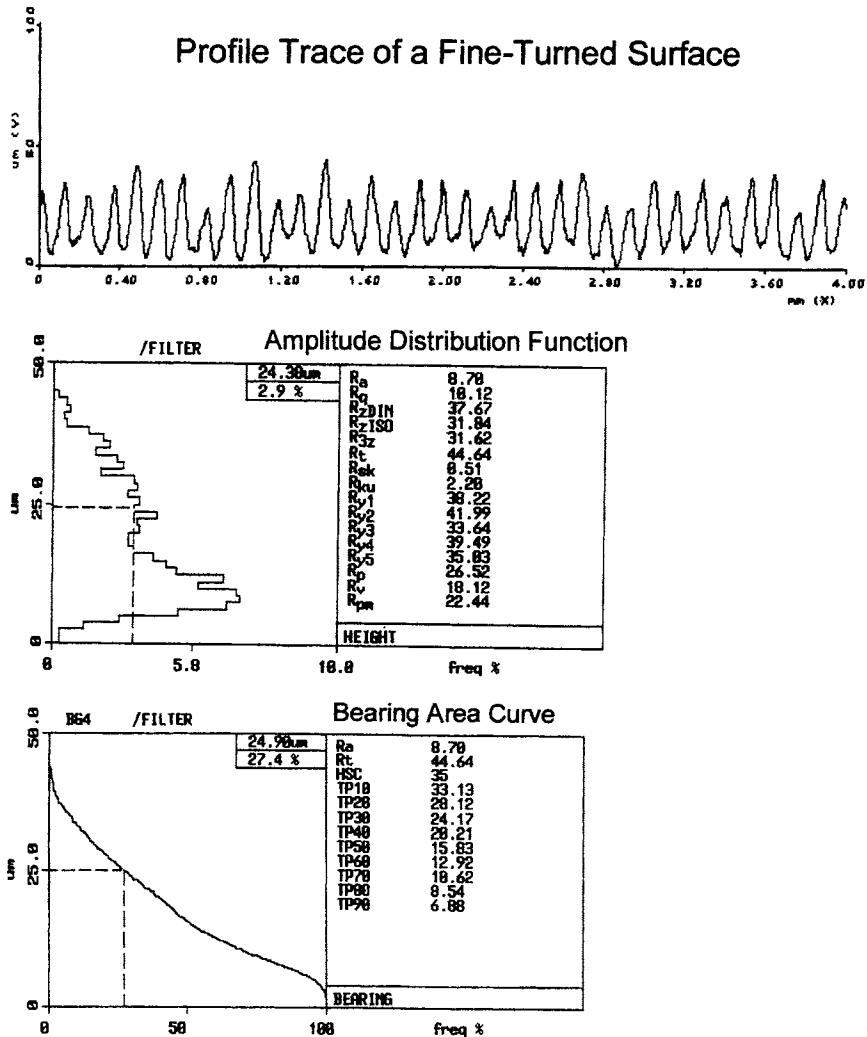 Profile Trace of a Fine-Turned Surface
100
50
0
um (Y)
0 0.40 0.80 1.20 1.60 2.00 2.40 2.80 3.20 3.60 4.00
mm (X)
Amplitude Distribution Function
/FILTER
50.0
25.0
0
um
24.30um
2.9 %
Ra 8.70
Rq 10.12
RzDIN 37.67
RzISO 31.84
R3z 31.62
Rt 44.64
Rsk 0.51
Rku 2.20
Ry1 38.22
Ry2 41.99
Ry3 33.64
Ry4 39.49
Ry5 35.03
Rp 26.52
Rv 18.12
Rpm 22.44
HEIGHT
0 5.0 10.0 freq %
Bearing Area Curve
BG4 /FILTER
50.0
25.0
0
um
24.90um
27.4 %
Ra 8.70
Rt 44.64
HSC 35
TP10 33.13
TP20 28.12
TP30 24.17
TP40 20.21
TP50 15.83
TP60 12.92
TP70 10.62
TP80 8.54
TP90 6.88
BEARING
0 50 100 freq %